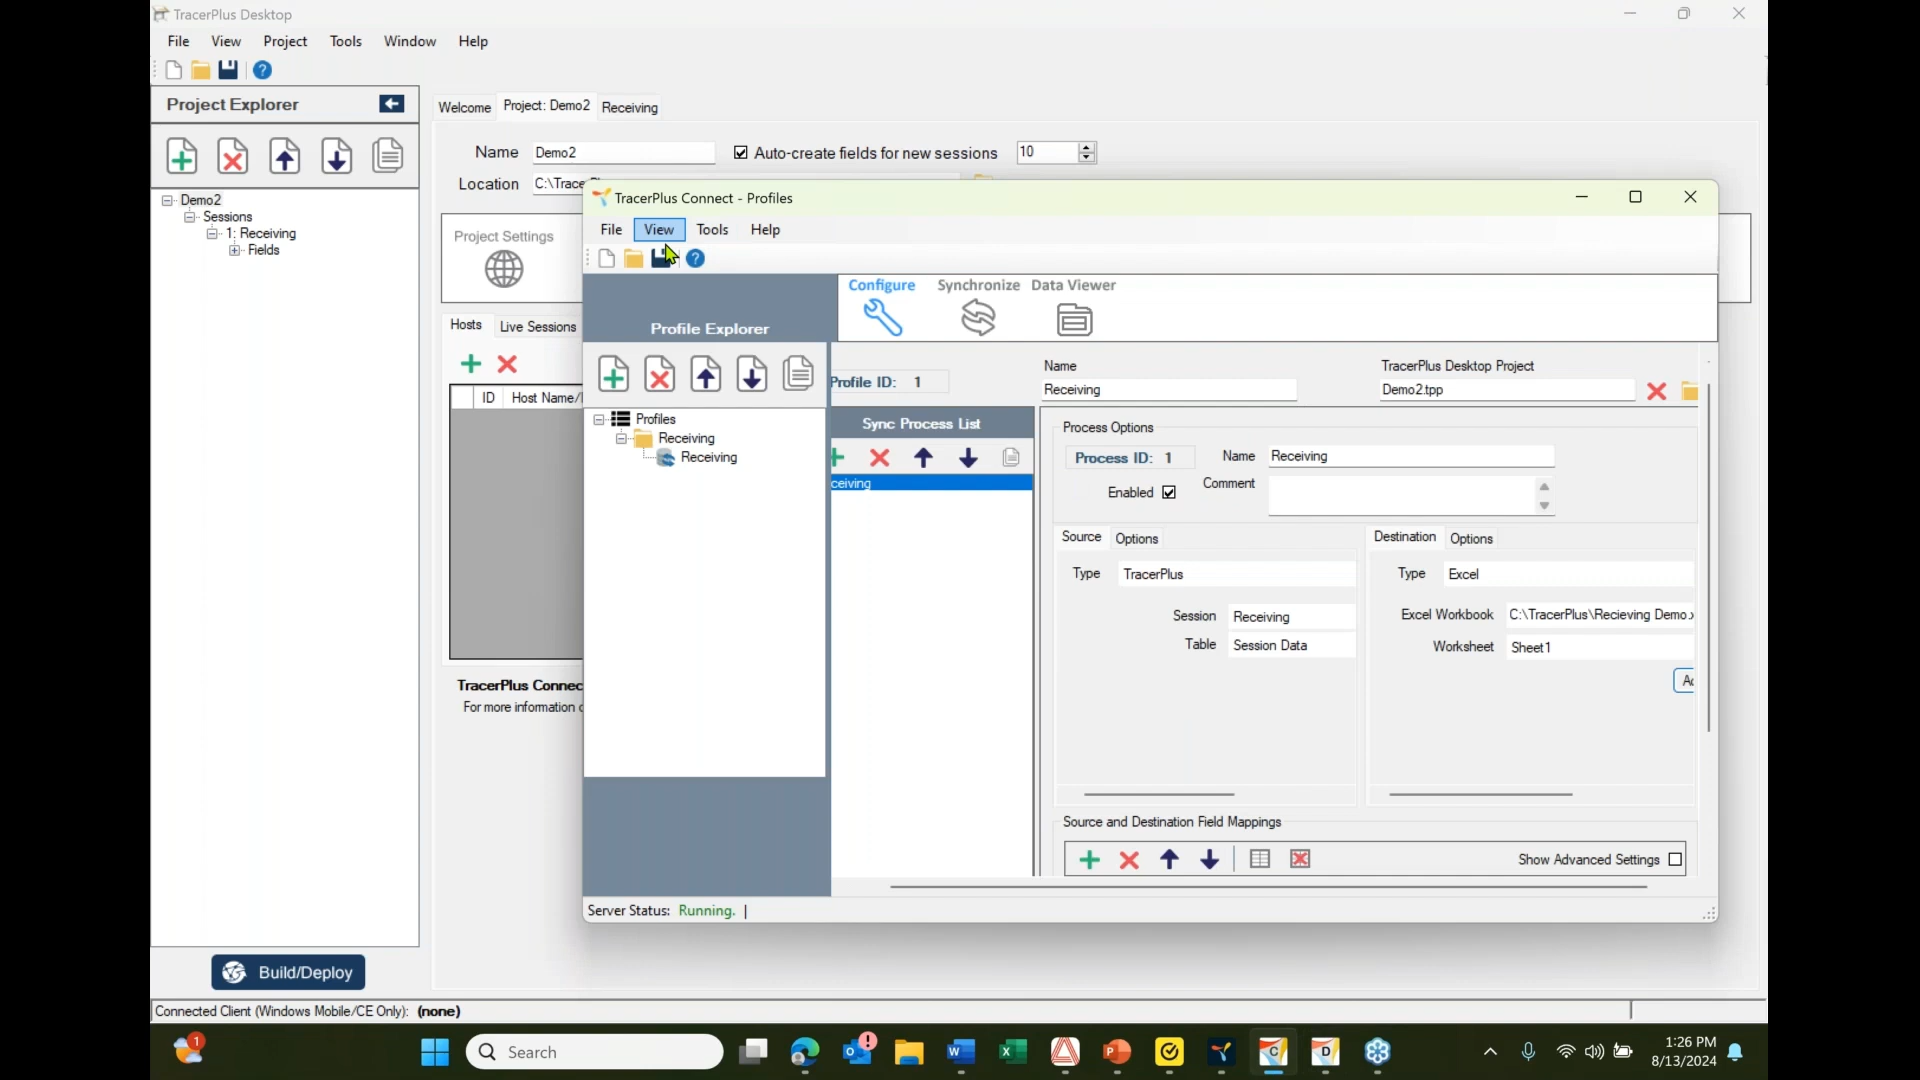 TracerPlus Desktop
File View Project Tools Window Help
Project Explorer
Demo2
Sessions
1: Receiving
Fields
Build/Deploy
Welcome Project: Demo2 Receiving
Name Demo2 Auto-create fields for new sessions 10
Location
Project Settings
Hosts Live Sessions
ID Host Name/
For more information
TracerPlus Connect - Profiles
File View Tools Help
Configure Synchronize Data Viewer
Profile Explorer
Profiles
Receiving
Receiving
Profile ID: 1
Name
Receiving
TracerPlus Desktop Project
Demo2.tpp
Sync Process List
ceiving
Process Options
Process ID: 1 Name Receiving
Enabled Comment
Source Options
Type TracerPlus
Session Receiving
Table Session Data
Destination Options
Type Excel
Excel Workbook C:\TracerPlus\Recieving Demo.x
Worksheet Sheet1
Source and Destination Field Mappings
Show Advanced Settings
Server Status: Running.
Connected Client (Windows Mobile/CE Only): (none)
1
Search
1:26 PM
8/13/2024